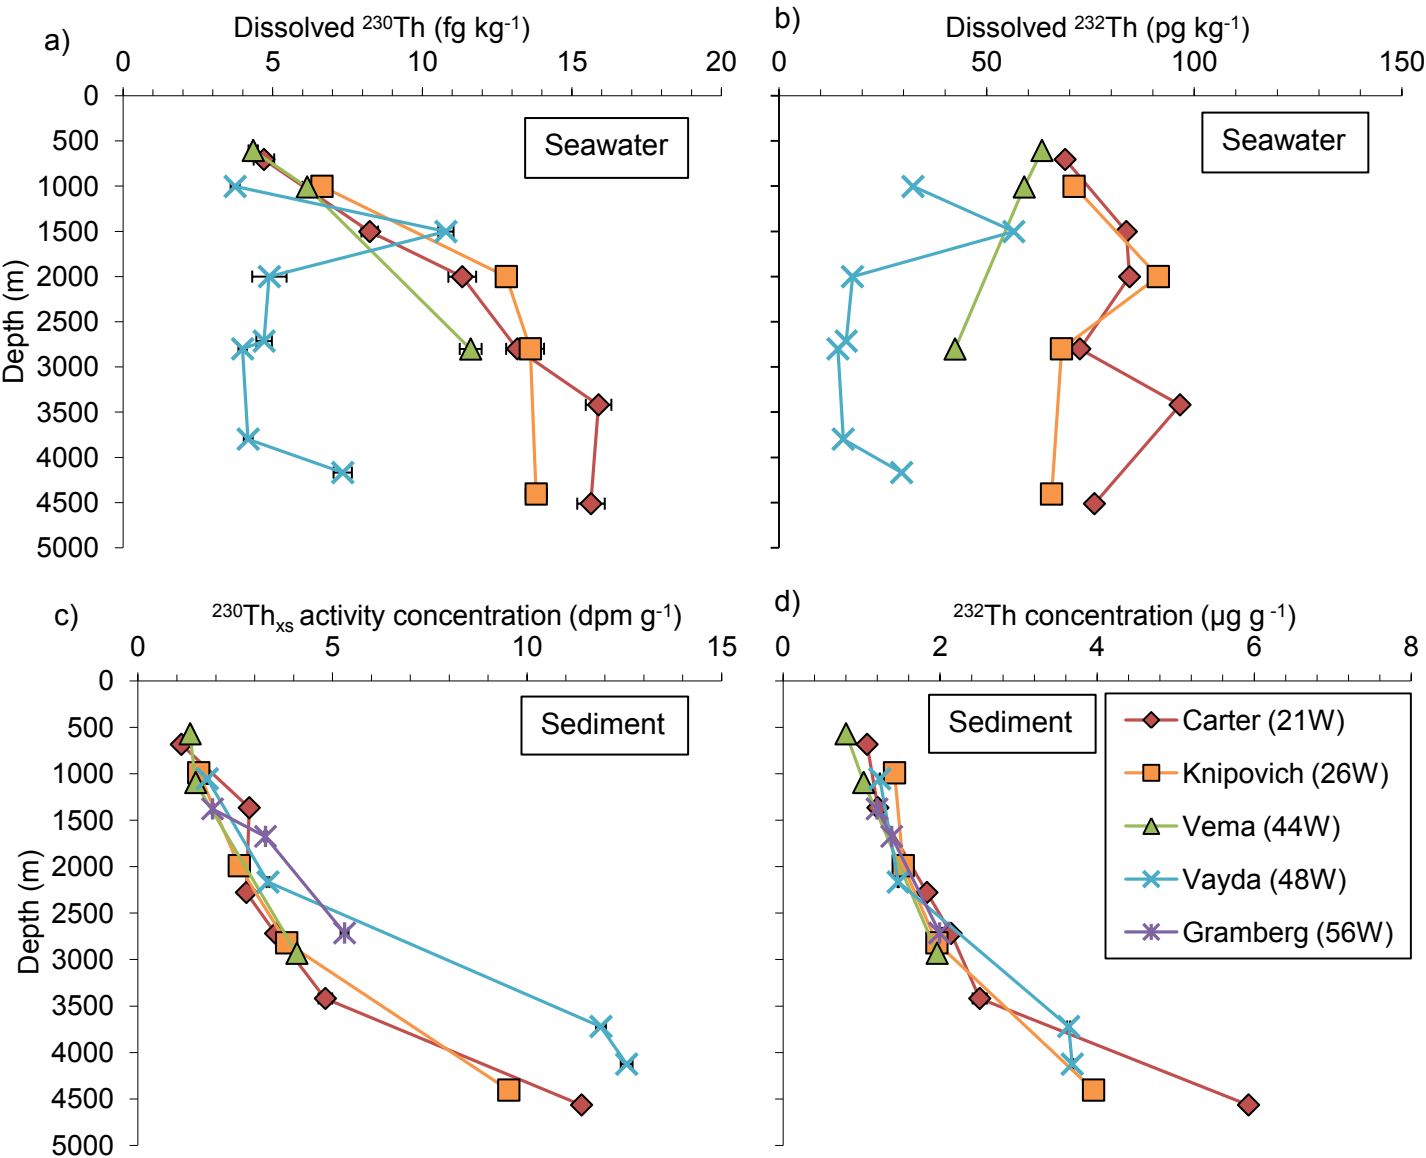 a)
Dissolved ²³⁰Th (fg kg⁻¹)
0 5 10 15 20
Depth (m)
0
500
1000
1500
2000
2500
3000
3500
4000
4500
5000
Seawater
b)
Dissolved ²³²Th (pg kg⁻¹)
0 50 100 150
Seawater
c)
²³⁰Thxs activity concentration (dpm g⁻¹)
0 5 10 15
Depth (m)
0
500
1000
1500
2000
2500
3000
3500
4000
4500
5000
Sediment
d)
²³²Th concentration (µg g⁻¹)
0 2 4 6 8
Sediment
Carter (21W)
Knipovich (26W)
Vema (44W)
Vayda (48W)
Gramberg (56W)